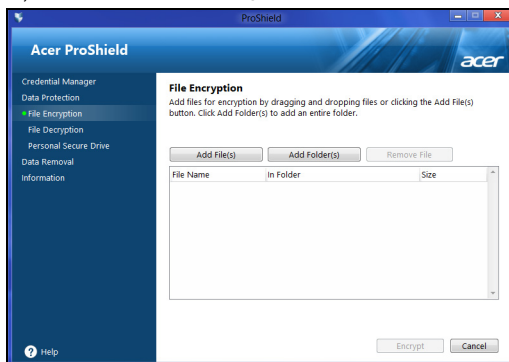 ProShield
Acer ProShield
acer
Credential Manager
Data Protection
File Encryption
File Decryption
Personal Secure Drive
Data Removal
Information
File Encryption
Add files for encryption by dragging and dropping files or clicking the Add File(s)
button. Click Add Folder(s) to add an entire folder.
Add File(s) Add Folder(s) Remove File
File Name In Folder Size
Encrypt Cancel
? Help